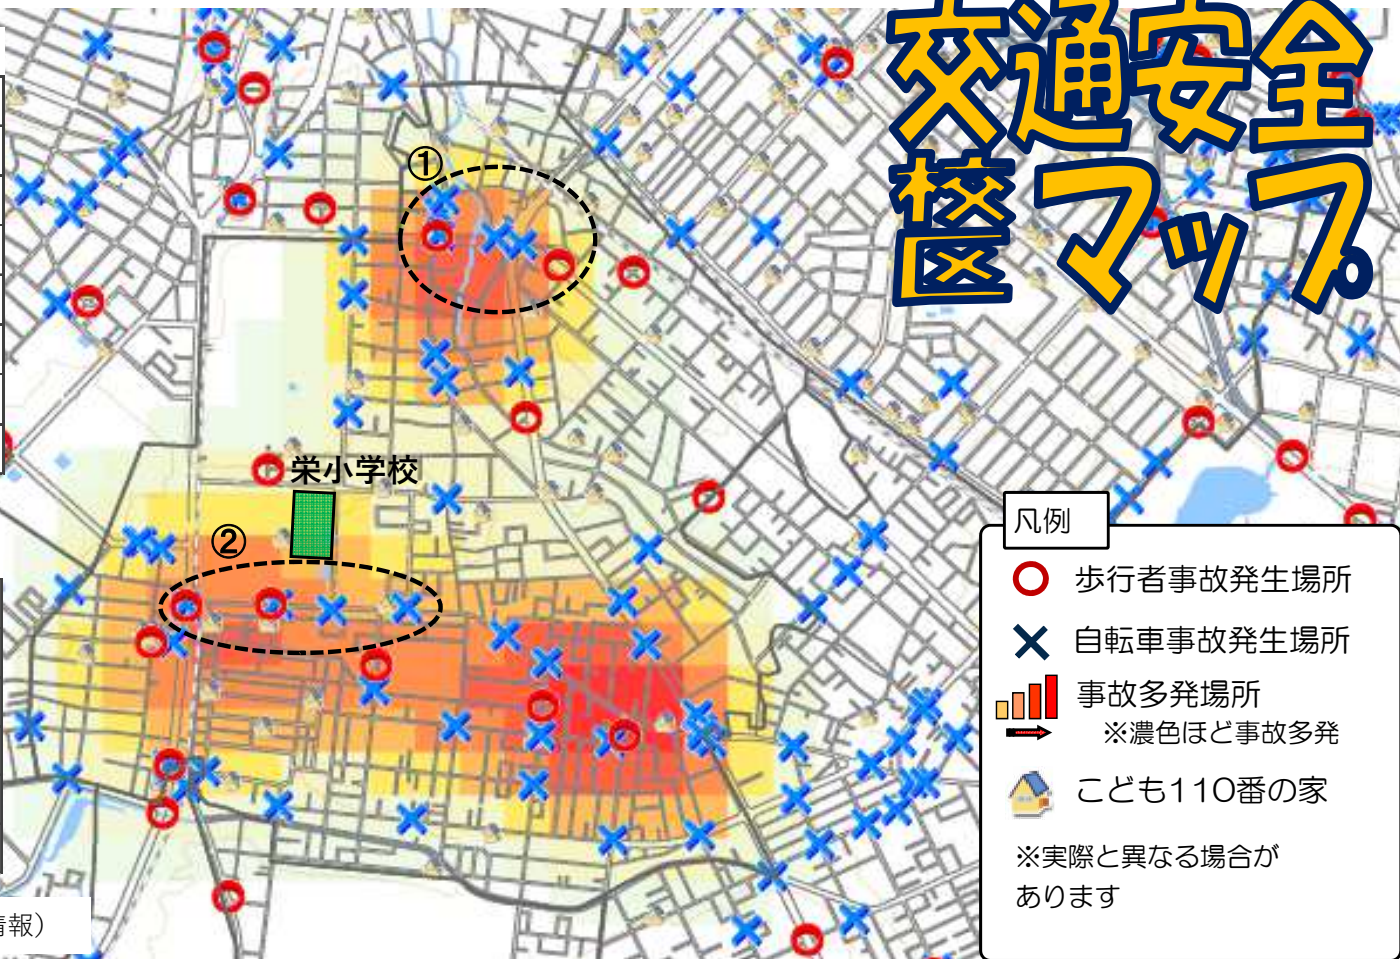 交通安全
校区マップ
①
栄小学校
②
凡例
歩行者事故発生場所
自転車事故発生場所
事故多発場所
※濃色ほど事故多発
こども110番の家
※実際と異なる場合が
あります
情報）